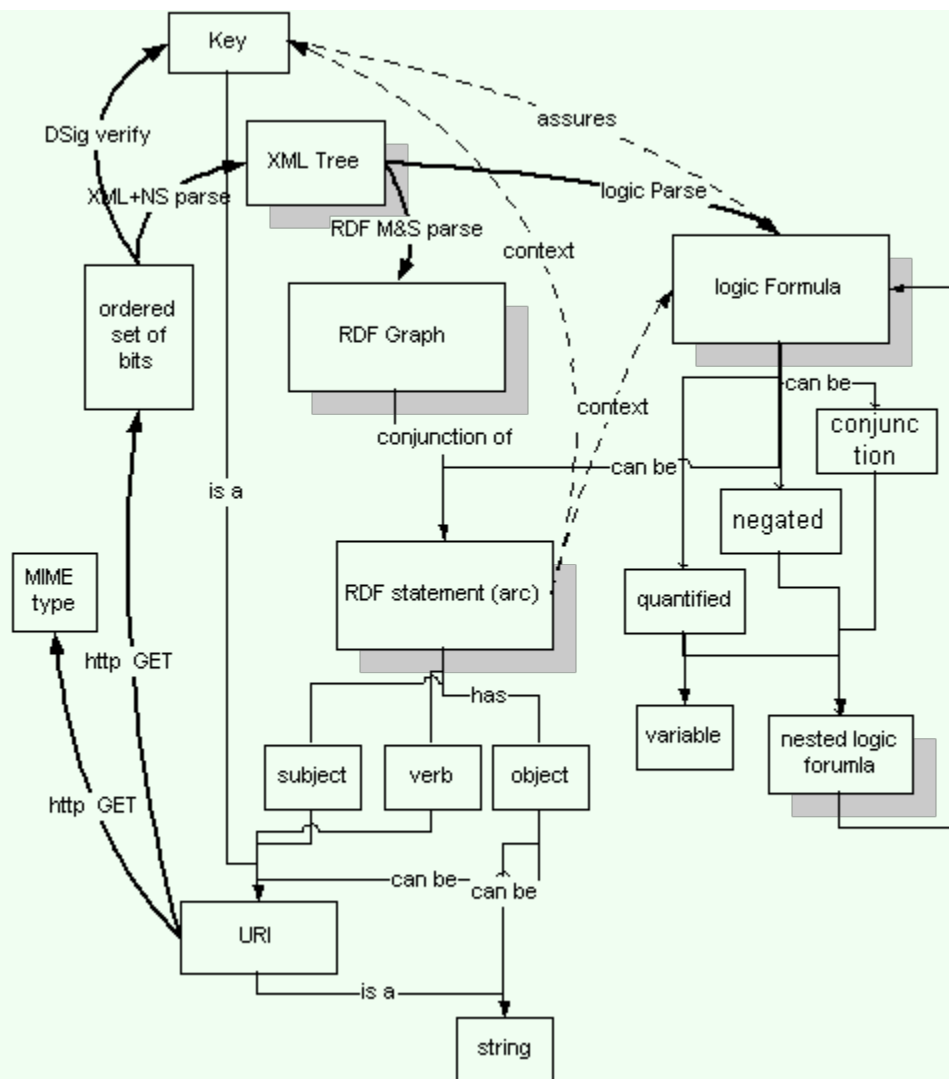 Key
assures
DSig verify
XML Tree
XML+NS parse
logic Parse
RDF M&S parse
context
ordered
set of
bits
logic Formula
RDF Graph
can be
context
conjunc
tion
conjunction of
can be
is a
negated
MIME
type
RDF statement (arc)
quantified
http GET
has
variable
nested logic
forumla
subject
verb
object
http GET
can be
can be
URI
is a
string